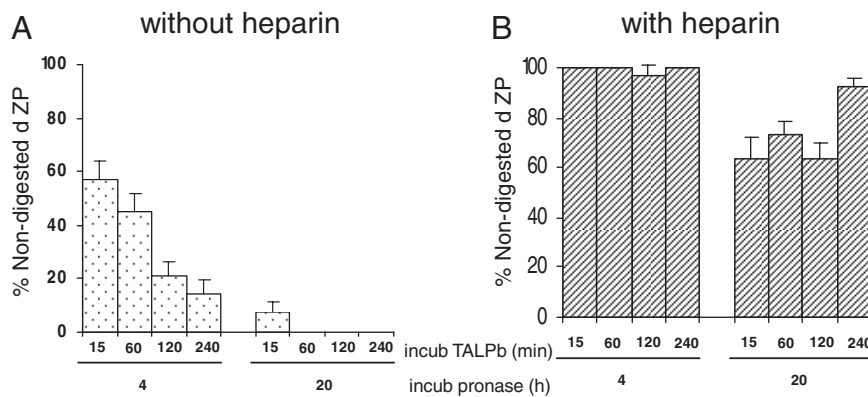 A without heparin B with heparin
% Non-digested d ZP
100
80
60
40
20
0
15 60 120 240 15 60 120 240 incub TALPb (min)
4 20 incub pronase (h)
% Non-digested d ZP
100
80
60
40
20
0
15 60 120 240 15 60 120 240
4 20